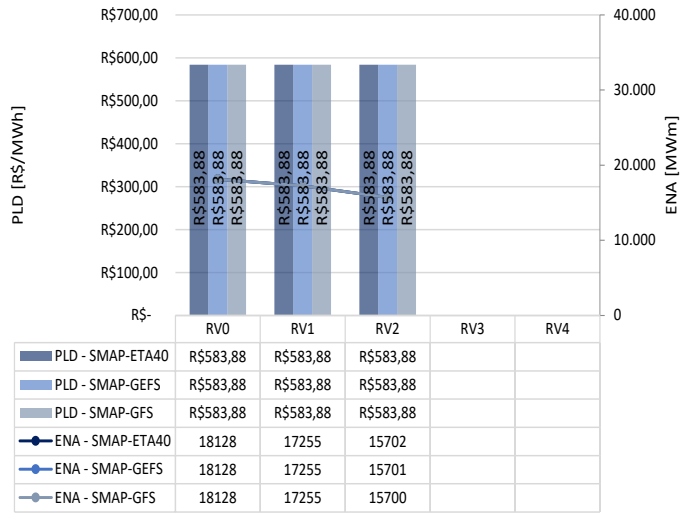 R$700,00
R$600,00
R$500,00
R$400,00
R$300,00
R$200,00
R$100,00
R$-
PLD [R$/MWh]
40.000
30.000
20.000
10.000
0
ENA [MWm]
R$583,88
R$583,88
R$583,88
R$583,88
R$583,88
R$583,88
R$583,88
R$583,88
R$583,88
RV0 RV1 RV2 RV3 RV4
PLD - SMAP-ETA40 R$583,88 R$583,88 R$583,88
PLD - SMAP-GEFS R$583,88 R$583,88 R$583,88
PLD - SMAP-GFS R$583,88 R$583,88 R$583,88
ENA - SMAP-ETA40 18128 17255 15702
ENA - SMAP-GEFS 18128 17255 15701
ENA - SMAP-GFS 18128 17255 15700